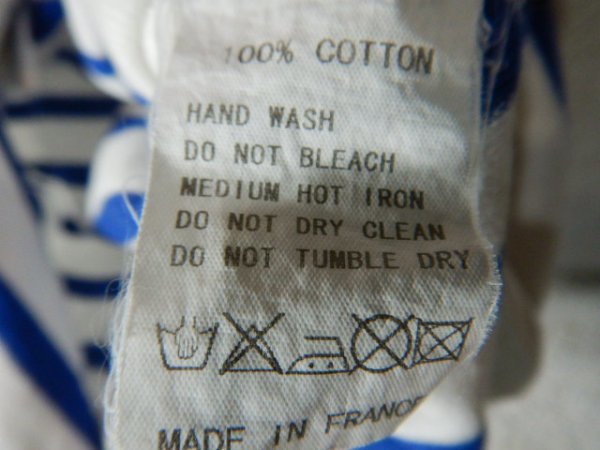 100% COTTON
HAND WASH
DO NOT BLEACH
MEDIUM HOT IRON
DO NOT DRY CLEAN
DO NOT TUMBLE DRY
MADE IN FRANCE